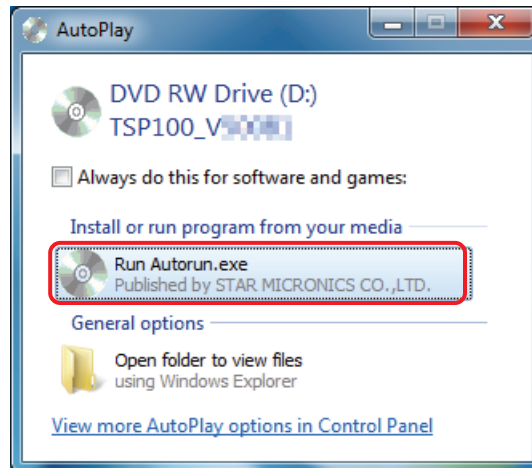 AutoPlay
DVD RW Drive (D:)
TSP100_V
Always do this for software and games:
Install or run program from your media
Run Autorun.exe
Published by STAR MICRONICS CO.,LTD.
General options
Open folder to view files
using Windows Explorer
View more AutoPlay options in Control Panel